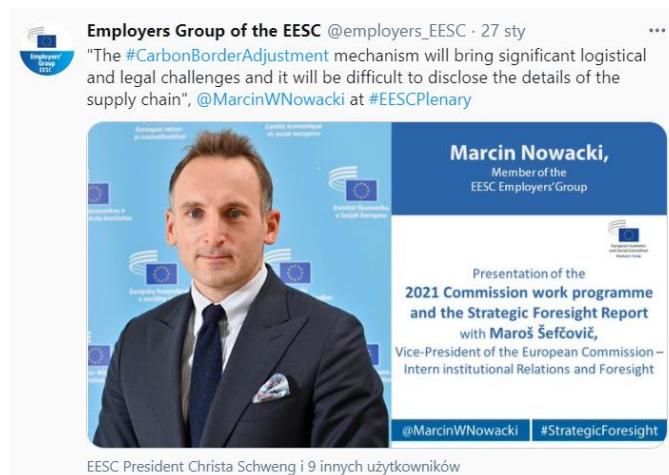 Employers Group of the EESC @employers_EESC · 27 sty
"The #CarbonBorderAdjustment mechanism will bring significant logistical
and legal challenges and it will be difficult to disclose the details of the
supply chain", @MarcinWNowacki at #EESCPlenary
Employers'
Group
EESC
Marcin Nowacki,
Member of the
EESC Employers'Group
Presentation of the
2021 Commission work programme
and the Strategic Foresight Report
with Maroš Šefčovič,
Vice-President of the European Commission –
Intern institutional Relations and Foresight
@MarcinWNowacki #StrategicForesight
EESC President Christa Schweng i 9 innych użytkowników